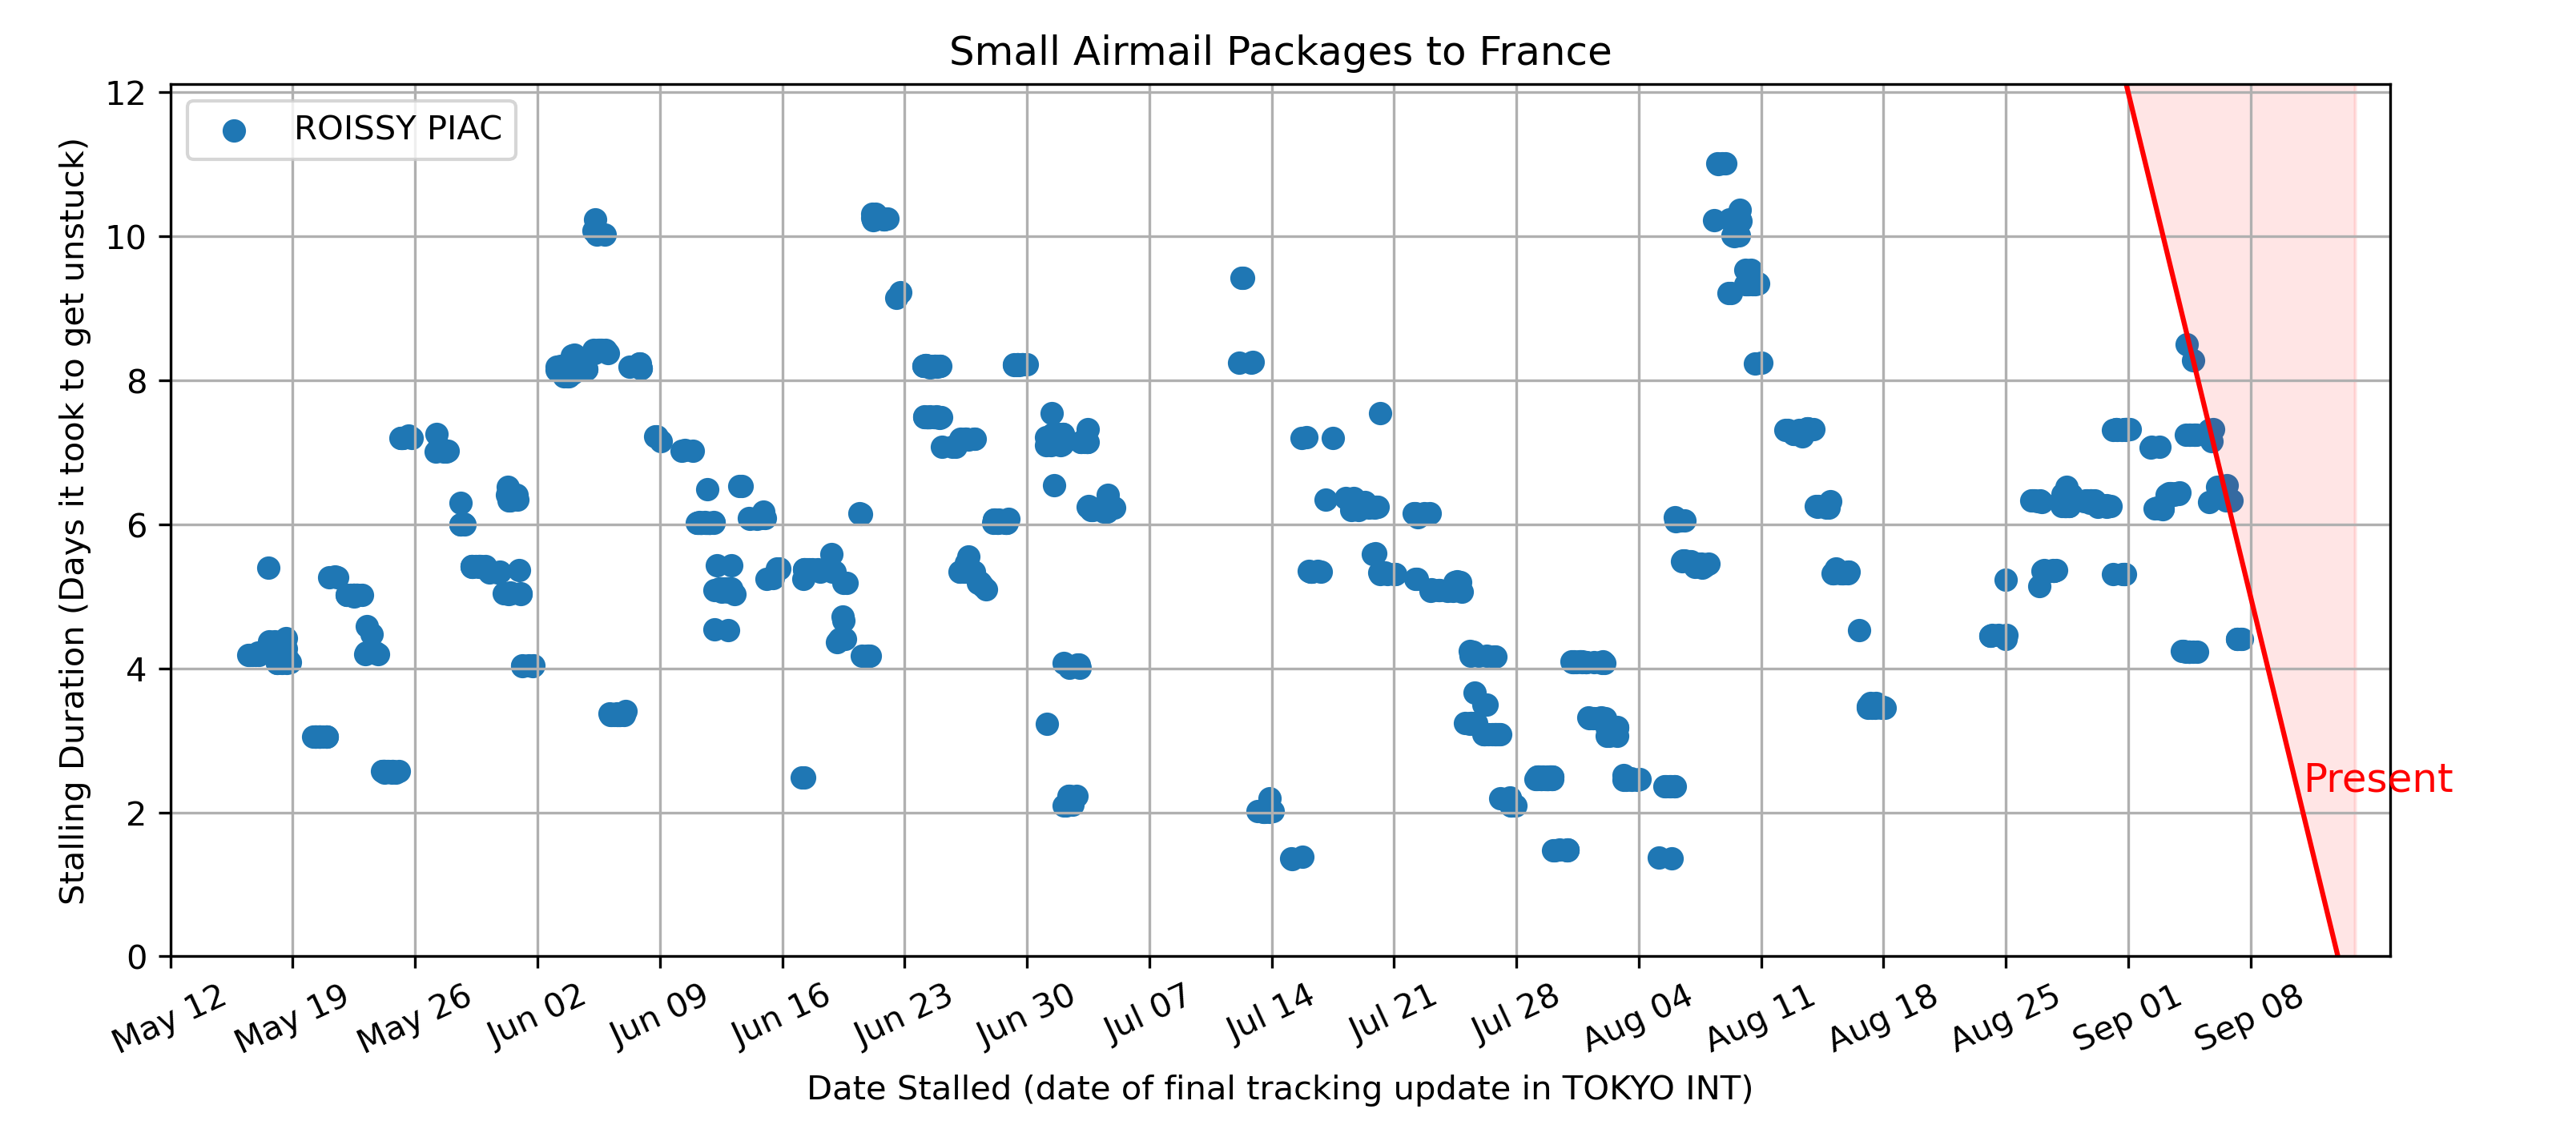 Small Airmail Packages to France
ROISSY PIAC
Stalling Duration (Days it took to get unstuck)
12
10
8
6
4
2
0
Present
May 12
May 19
May 26
Jun 02
Jun 09
Jun 16
Jun 23
Jun 30
Jul 07
Jul 14
Jul 21
Jul 28
Aug 04
Aug 11
Aug 18
Aug 25
Sep 01
Sep 08
Date Stalled (date of final tracking update in TOKYO INT)